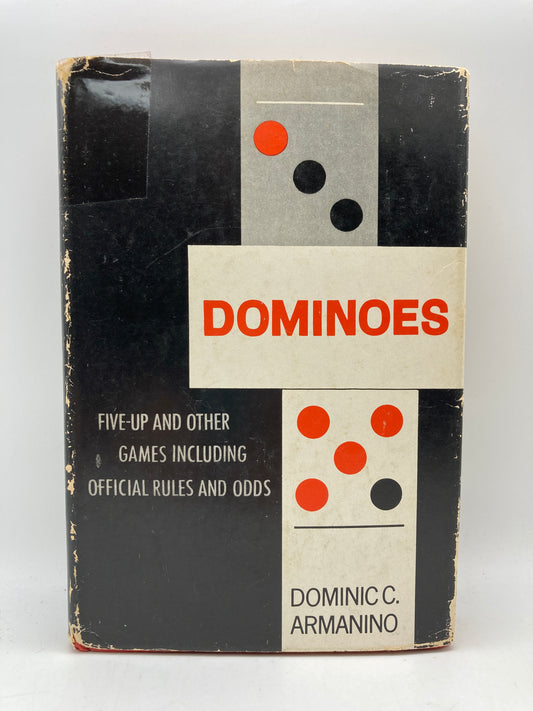 DOMINOES
FIVE-UP AND OTHER
GAMES INCLUDING
OFFICIAL RULES AND ODDS
DOMINIC C.
ARMANINO